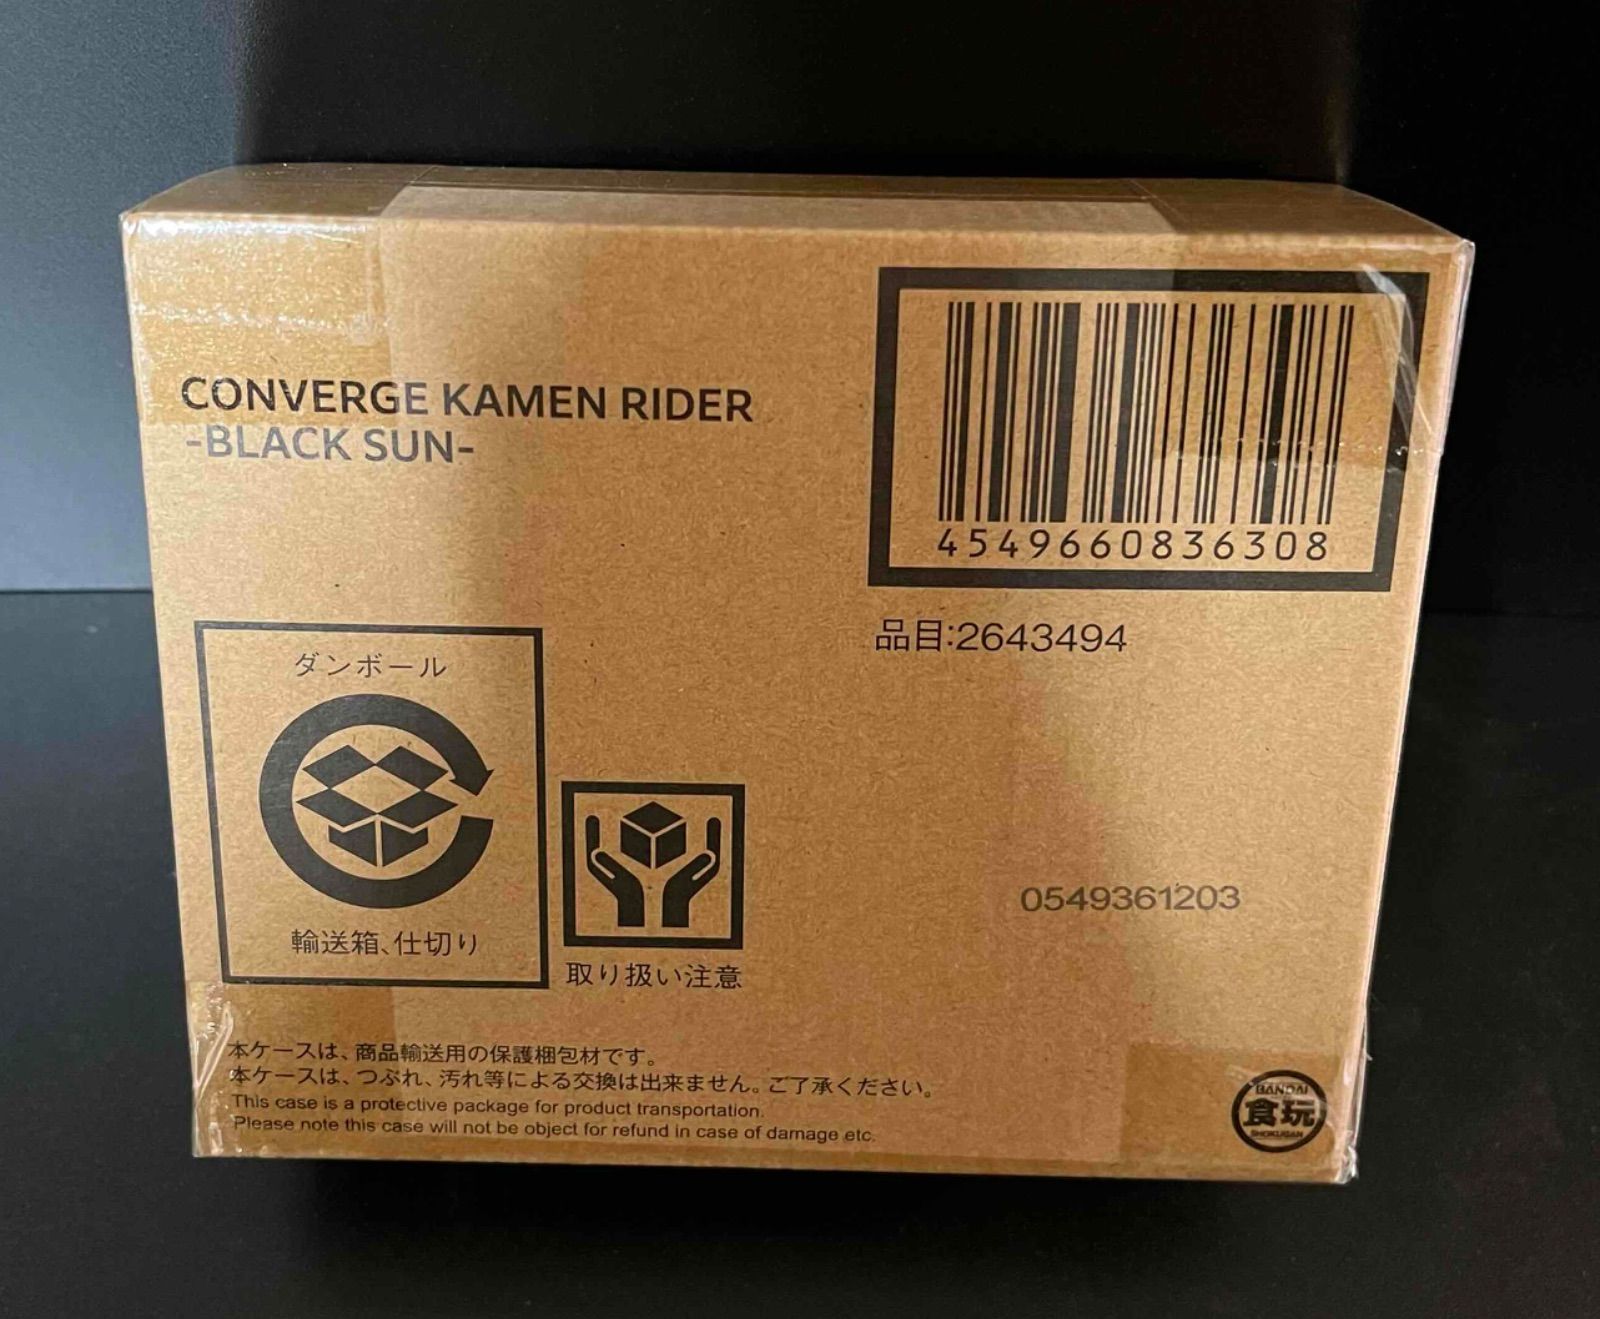 CONVERGE KAMEN RIDER
-BLACK SUN-
4549660836308
品目:2643494
ダンボール
輸送箱、仕切り
取り扱い注意
0549361203
本ケースは、商品輸送用の保護梱包材です。
本ケースは、つぶれ、汚れ等による交換は出来ません。ご了承ください。
This case is a protective package for product transportation.
Please note this case will not be object for refund in case of damage etc.
BANDAI
食玩
SHOKUGAN